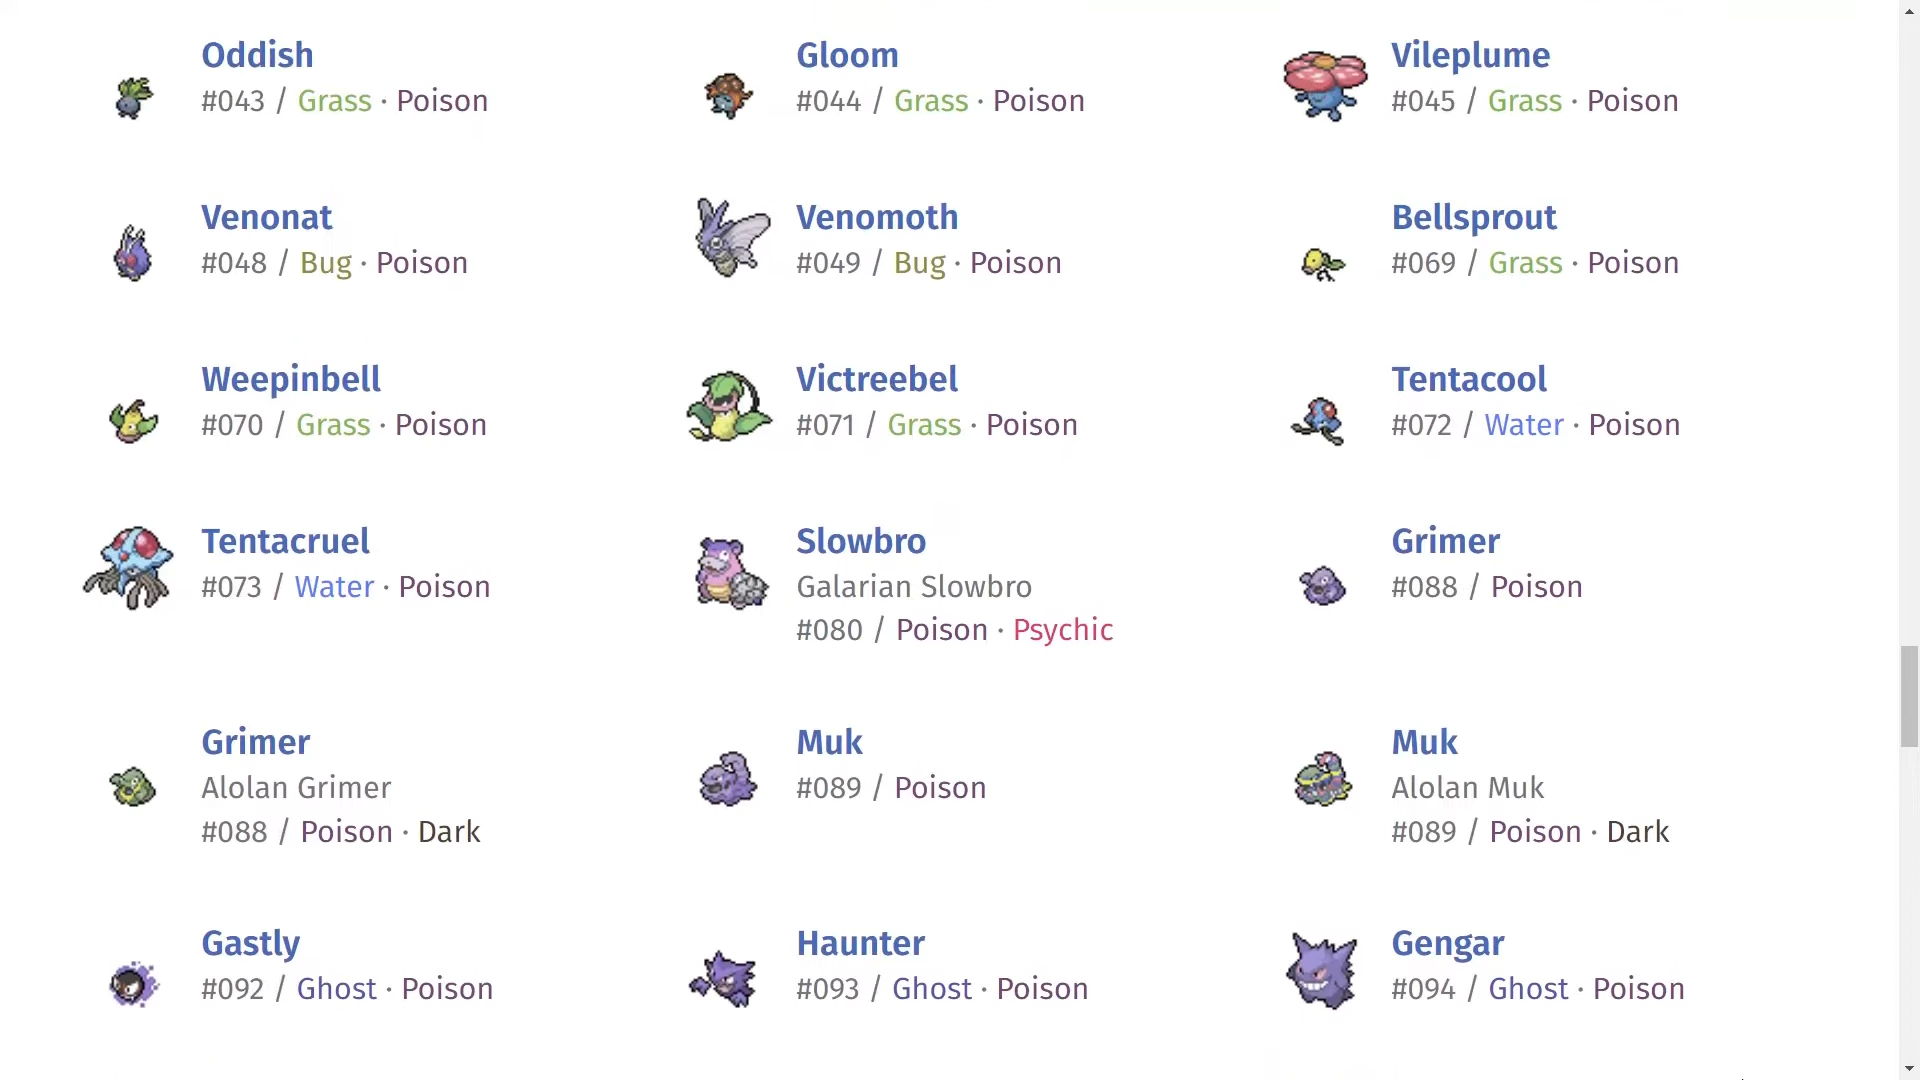 Oddish
#043 / Grass · Poison
Gloom
#044 / Grass · Poison
Vileplume
#045 / Grass · Poison
Venonat
#048 / Bug · Poison
Venomoth
#049 / Bug · Poison
Bellsprout
#069 / Grass · Poison
Weepinbell
#070 / Grass · Poison
Victreebel
#071 / Grass · Poison
Tentacool
#072 / Water · Poison
Tentacruel
#073 / Water · Poison
Slowbro
Galarian Slowbro
#080 / Poison · Psychic
Grimer
#088 / Poison
Grimer
Alolan Grimer
#088 / Poison · Dark
Muk
#089 / Poison
Muk
Alolan Muk
#089 / Poison · Dark
Gastly
#092 / Ghost · Poison
Haunter
#093 / Ghost · Poison
Gengar
#094 / Ghost · Poison